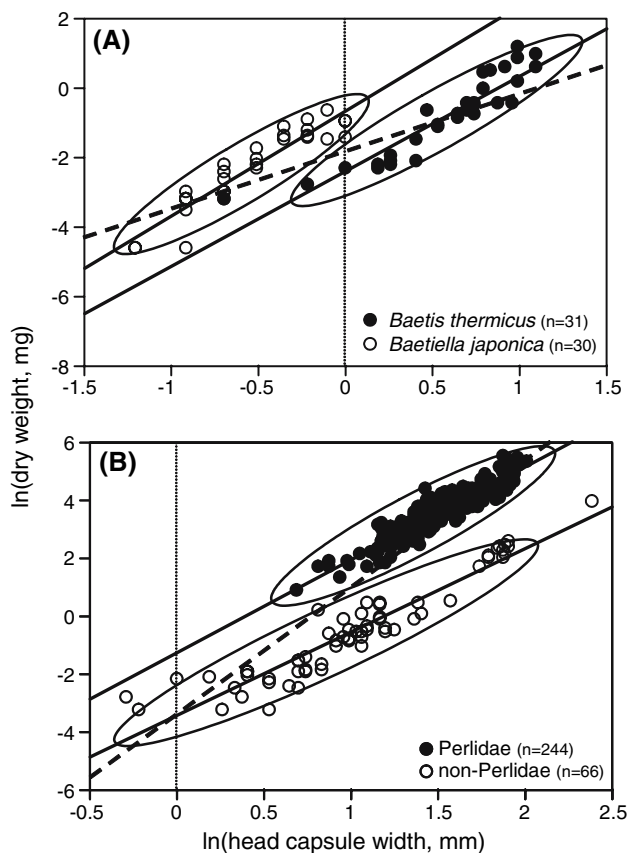 (A)
2
0
-2
-4
-6
-8
-1.5 -1 -0.5 0 0.5 1 1.5
Baetis thermicus (n=31)
Baetiella japonica (n=30)
ln(dry weight, mg)
(B)
6
4
2
0
-2
-4
-6
-0.5 0 0.5 1 1.5 2 2.5
Perlidae (n=244)
non-Perlidae (n=66)
ln(head capsule width, mm)